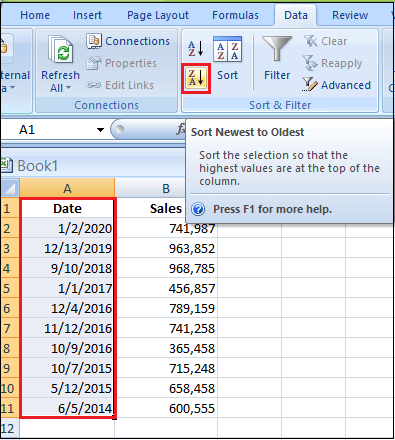 Home Insert Page Layout Formulas Data Review
Connections
Properties
Edit Links
Refresh
All
Connections
A
Z
Z
A
A Z
Z A
Sort
Filter
Clear
Reapply
Advanced
Sort & Filter
A1
Sort Newest to Oldest
Sort the selection so that the
highest values are at the top of the
column.
Press F1 for more help.
Book1
A B
1 Date Sales
2 1/2/2020 741,987
3 12/13/2019 963,852
4 9/10/2018 968,785
5 1/1/2017 456,857
6 12/4/2016 789,159
7 11/12/2016 741,258
8 10/9/2016 365,458
9 10/7/2015 715,248
10 5/12/2015 658,458
11 6/5/2014 600,555
12